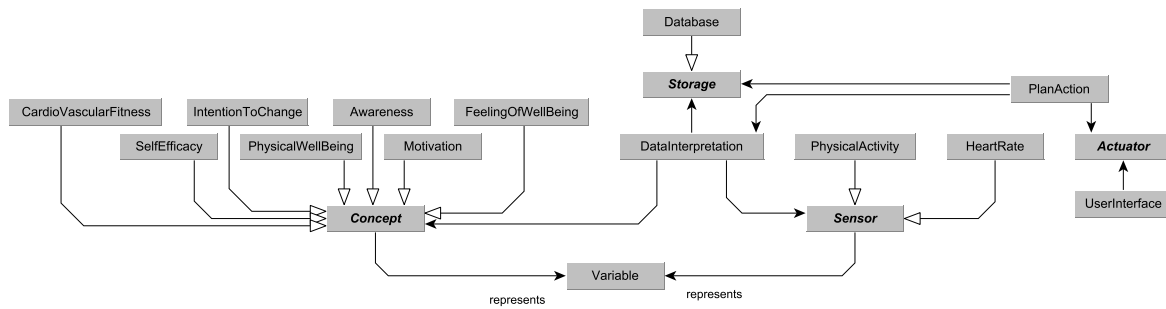 Database
Storage
PlanAction
CardioVascularFitness
IntentionToChange
Awareness
FeelingOfWellBeing
SelfEfficacy
PhysicalWellBeing
Motivation
DataInterpretation
PhysicalActivity
HeartRate
Actuator
UserInterface
Concept
Sensor
Variable
represents
represents